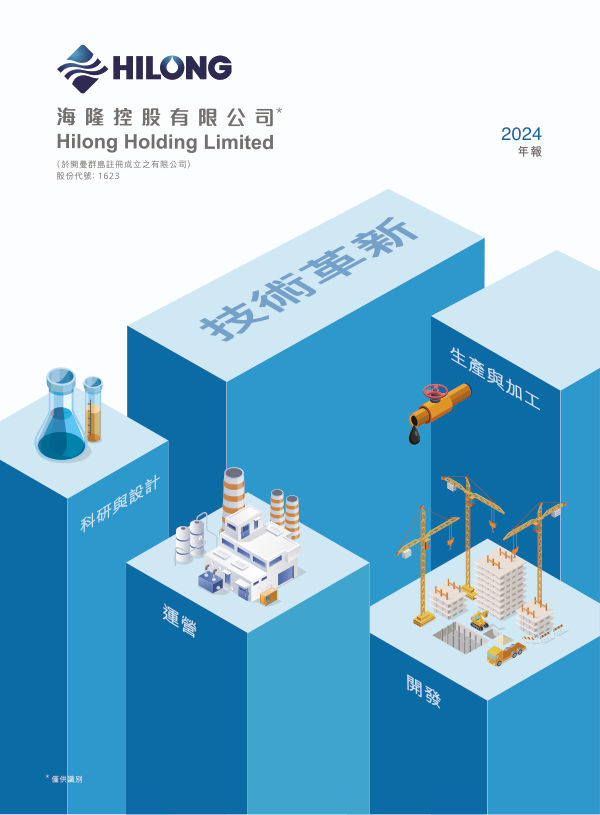 HILONG
海隆控股有限公司*
Hilong Holding Limited
(於開曼群島註冊成立之有限公司)
股份代號: 1623
2024
年報
技術革新
生產與加工
科研與設計
運營
開發
* 僅供識別